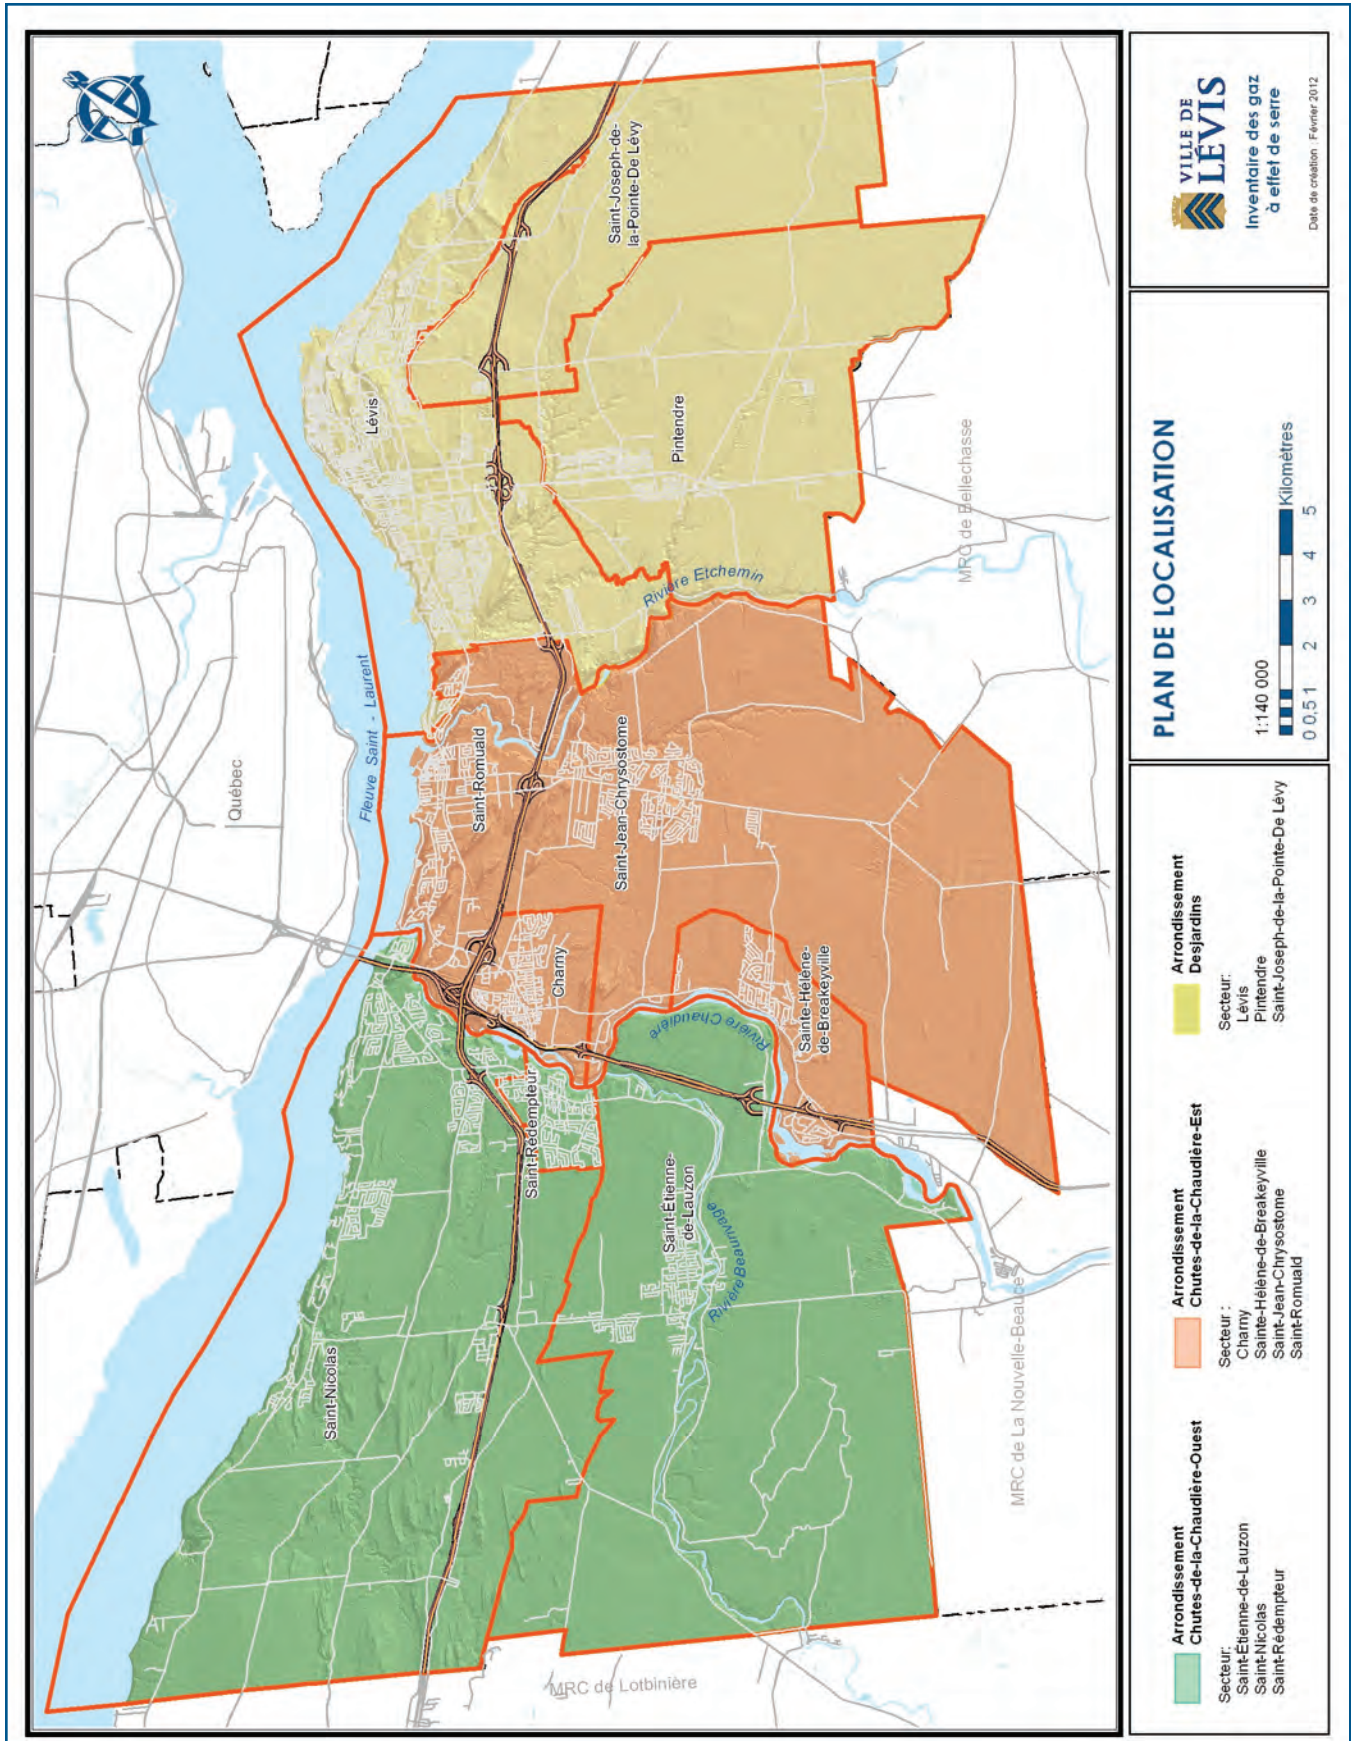 Québec
Fleuve Saint - Laurent
Lévis
Saint-Joseph-de-
la-Pointe-De Lévy
Pintendre
Rivière Etchemin
MRC de Bellechasse
Saint-Romuald
Saint-Jean-Chrysostome
Charny
Sainte-Hélène-
de-Breakeyville
Rivière Chaudière
Saint-Rédempteur
Saint-Nicolas
Saint-Étienne-
de-Lauzon
Rivière Beaurivage
MRC de Lotbinière
MRC de La Nouvelle-Beauce
Arrondissement
Chutes-de-la-Chaudière-Ouest
Secteur:
Saint-Étienne-de-Lauzon
Saint-Nicolas
Saint-Rédempteur
Arrondissement
Chutes-de-la-Chaudière-Est
Secteur :
Charny
Sainte-Hélène-de-Breakeyville
Saint-Jean-Chrysostome
Saint-Romuald
Arrondissement
Desjardins
Secteur:
Lévis
Pintendre
Saint-Joseph-de-la-Pointe-De Lévy
PLAN DE LOCALISATION
1:140 000
0 0,5 1 2 3 4 5
Kilomètres
VILLE DE
LÉVIS
Inventaire des gaz
à effet de serre
Date de création : Février 2012